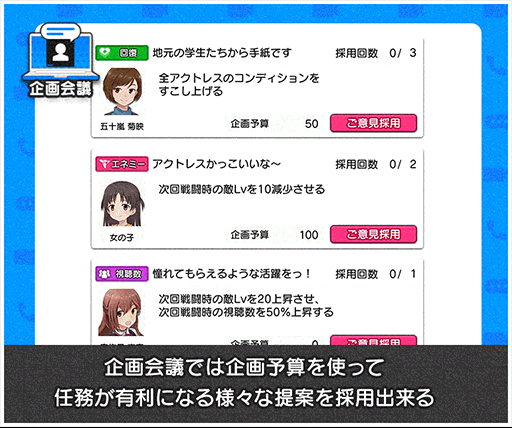 企画会議
回復 地元の学生たちから手紙です 採用回数 0/ 3
全アクトレスのコンディションを
すこし上げる
五十嵐 菊映 企画予算 50 ご意見採用
エネミー アクトレスかっこいいな～ 採用回数 0/ 2
次回戦闘時の敵Lvを10減少させる
女の子 企画予算 100 ご意見採用
視聴数 憧れてもらえるような活躍をっ！ 採用回数 0/ 1
次回戦闘時の敵Lvを20上昇させ、
次回戦闘時の視聴数を50%上昇する
企画予算 0 ご意見採用
企画会議では企画予算を使って
任務が有利になる様々な提案を採用出来る